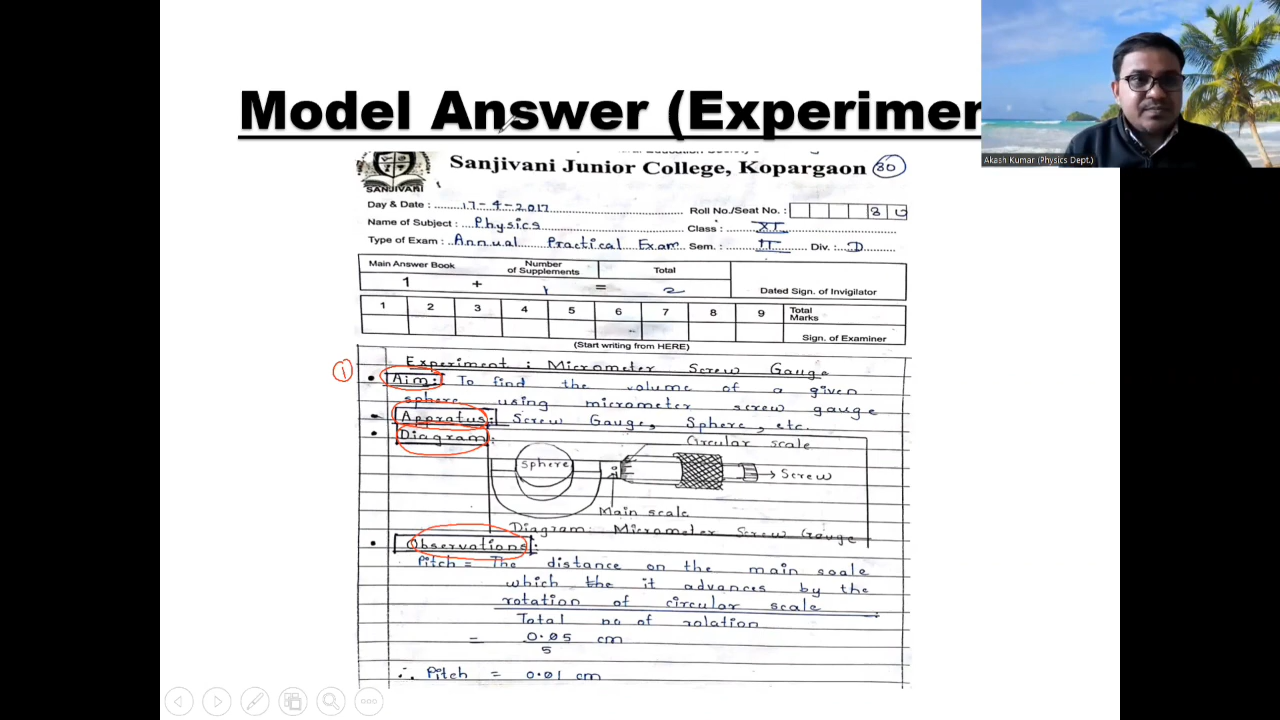 Model Answer (Experimen
Akash Kumar (Physics Dept.)
Sanjivani Junior College, Kopargaon 30
SANJIVANI
Day & Date : 17-4-2017
Roll No./Seat No. : 8
Name of Subject : Physics
Class : XI
Type of Exam : Annual Practical Exam Sem. : II Div. : D
Main Answer Book Number of Supplements Total
1 + 1 = 2
Dated Sign. of Invigilator
1 2 3 4 5 6 7 8 9 Total Marks
Sign. of Examiner
(Start writing from HERE)
Experiment : Micrometer Screw Gauge
① • Aim : To find the volume of a given
sphere using micrometer screw gauge
• Apparatus : Screw Gauge, Sphere, etc.
• Diagram :
Circular scale
sphere
Screw
Main scale
Diagram : Micrometer Screw Gauge
• Observations :
Pitch = The distance on the main scale
which the it advances by the
rotation of circular scale
Total no of rotation
= 0.05 cm
5
∴ Pitch = 0.01 cm